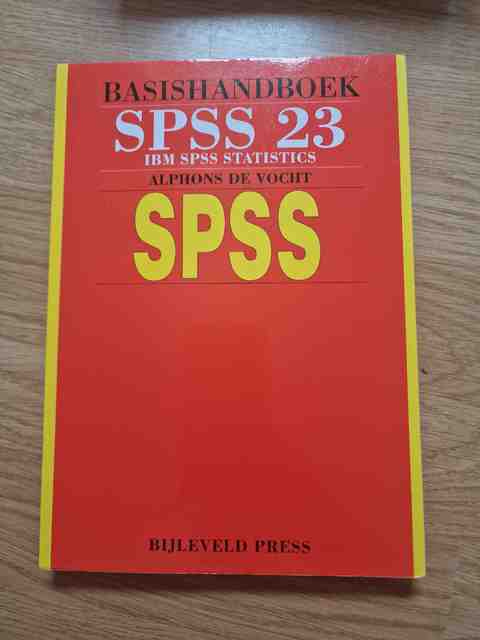 BASISHANDBOEK
SPSS 23
IBM SPSS STATISTICS
ALPHONS DE VOCHT
SPSS
BIJLEVELD PRESS